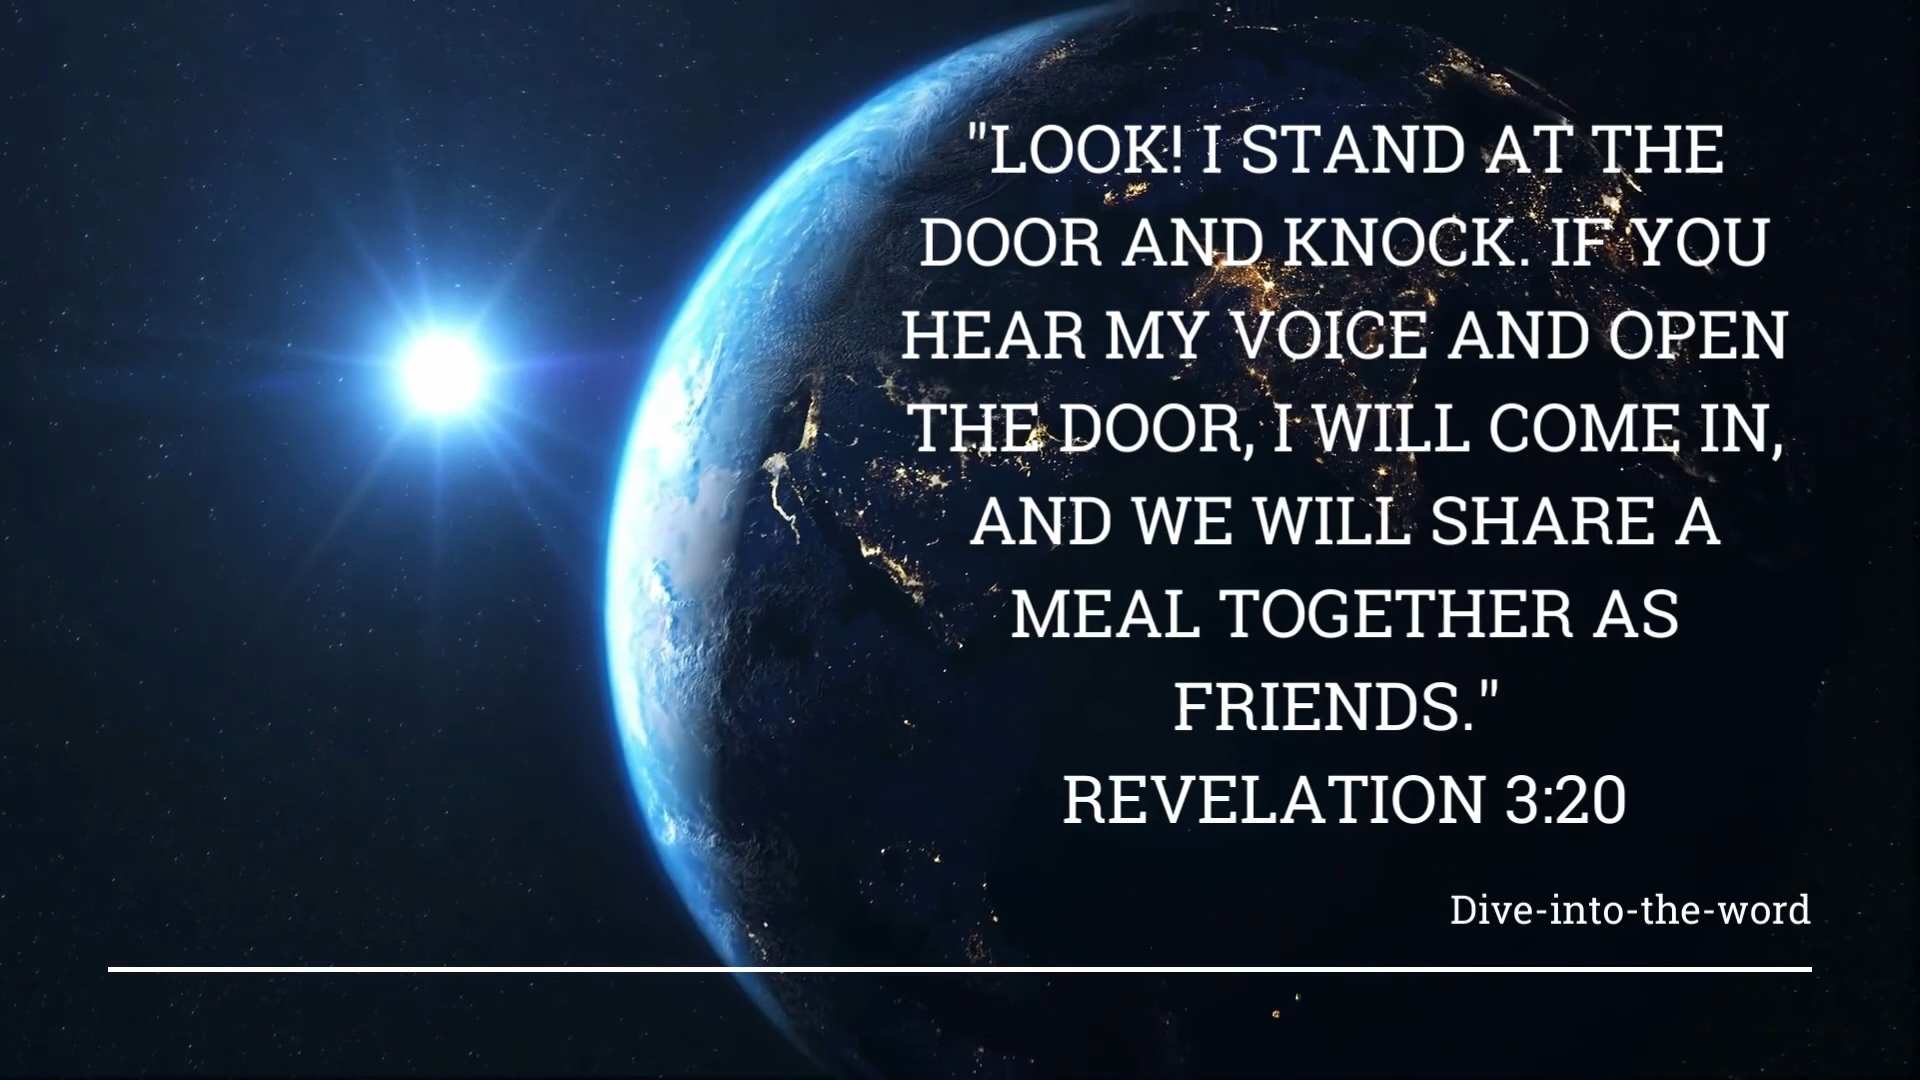 "LOOK! I STAND AT THE
DOOR AND KNOCK. IF YOU
HEAR MY VOICE AND OPEN
THE DOOR, I WILL COME IN,
AND WE WILL SHARE A
MEAL TOGETHER AS
FRIENDS."
REVELATION 3:20
Dive-into-the-word